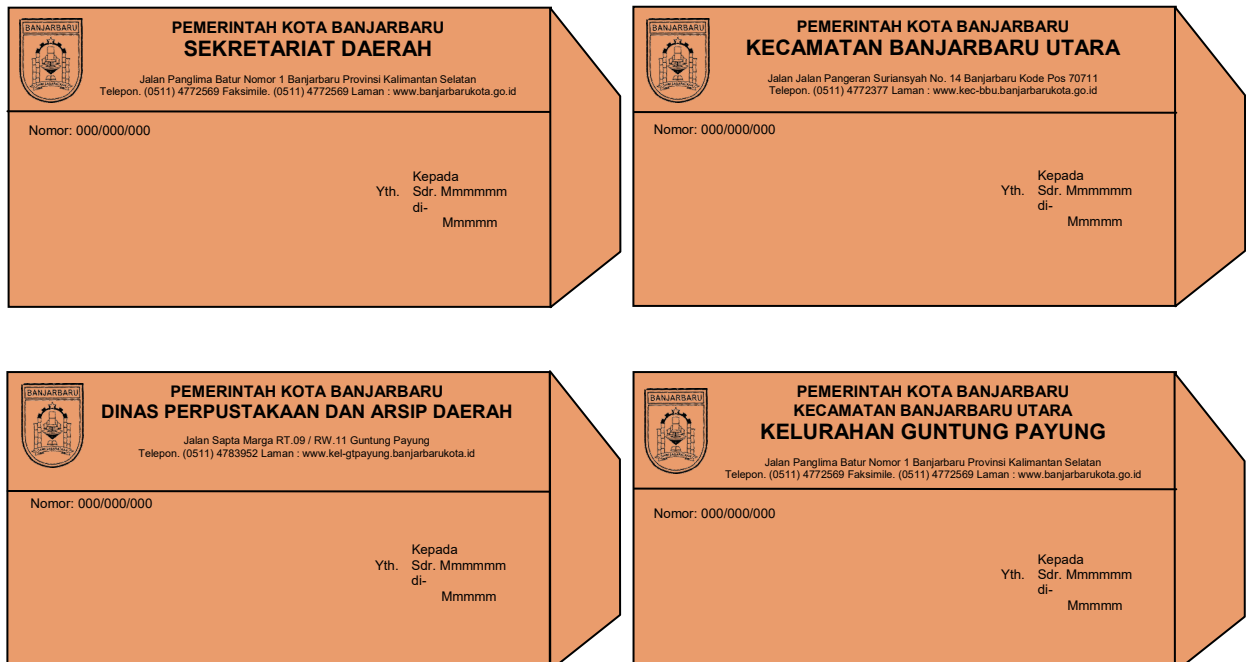 BANJARBARU
PEMERINTAH KOTA BANJARBARU
SEKRETARIAT DAERAH
Jalan Panglima Batur Nomor 1 Banjarbaru Provinsi Kalimantan Selatan
Telepon. (0511) 4772569 Faksimile. (0511) 4772569 Laman : www.banjarbarukota.go.id
Nomor: 000/000/000
Kepada
Yth. Sdr. Mmmmmm
di-
Mmmmm
BANJARBARU
PEMERINTAH KOTA BANJARBARU
KECAMATAN BANJARBARU UTARA
Jalan Jalan Pangeran Suriansyah No. 14 Banjarbaru Kode Pos 70711
Telepon. (0511) 4772377 Laman : www.kec-bbu.banjarbarukota.go.id
Nomor: 000/000/000
Kepada
Yth. Sdr. Mmmmmm
di-
Mmmmm
BANJARBARU
PEMERINTAH KOTA BANJARBARU
DINAS PERPUSTAKAAN DAN ARSIP DAERAH
Jalan Sapta Marga RT.09 / RW.11 Guntung Payung
Telepon. (0511) 4783952 Laman : www.kel-gtpayung.banjarbarukota.id
Nomor: 000/000/000
Kepada
Yth. Sdr. Mmmmmm
di-
Mmmmm
BANJARBARU
PEMERINTAH KOTA BANJARBARU
KECAMATAN BANJARBARU UTARA
KELURAHAN GUNTUNG PAYUNG
Jalan Panglima Batur Nomor 1 Banjarbaru Provinsi Kalimantan Selatan
Telepon. (0511) 4772569 Faksimile. (0511) 4772569 Laman : www.banjarbarukota.go.id
Nomor: 000/000/000
Kepada
Yth. Sdr. Mmmmmm
di-
Mmmmm